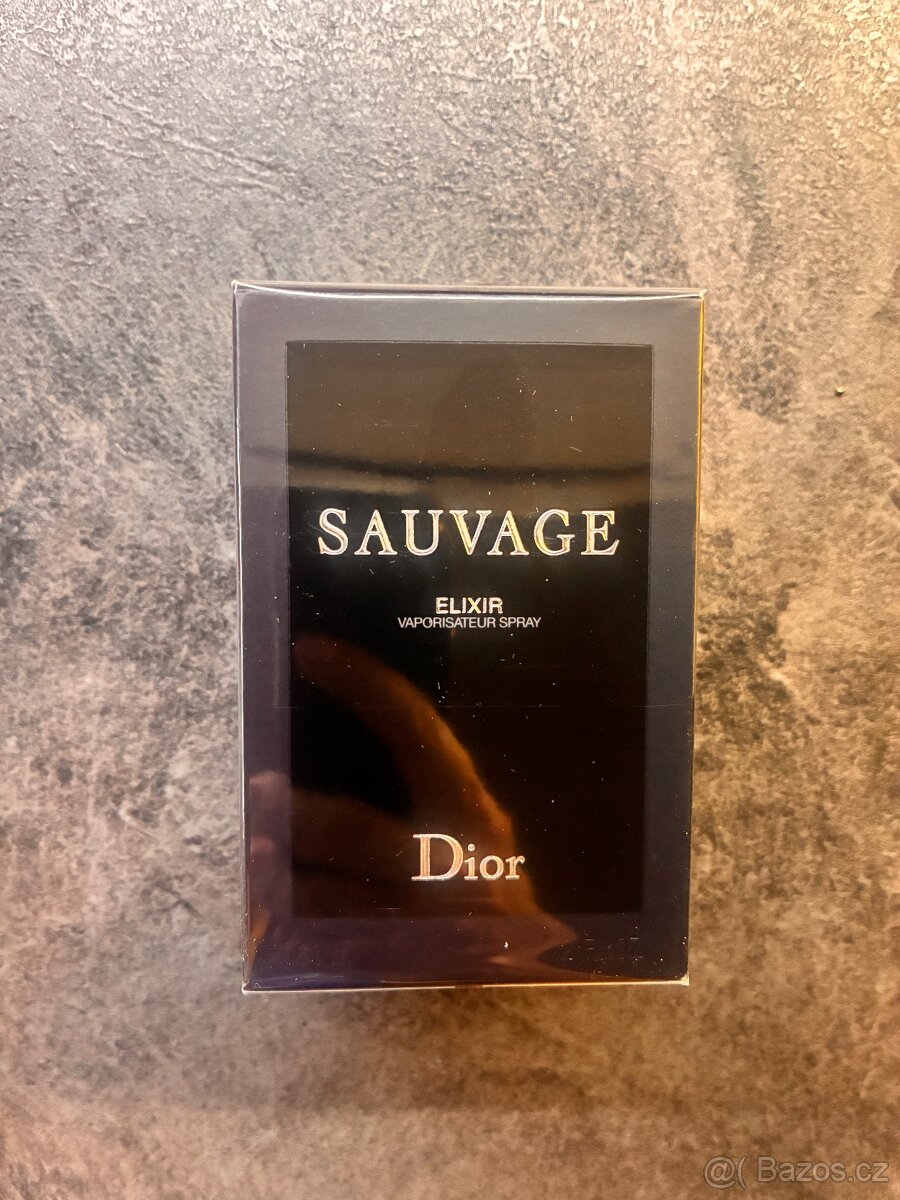 SAUVAGE
ELIXIR
VAPORISATEUR SPRAY
Dior
@( Bazos.cz